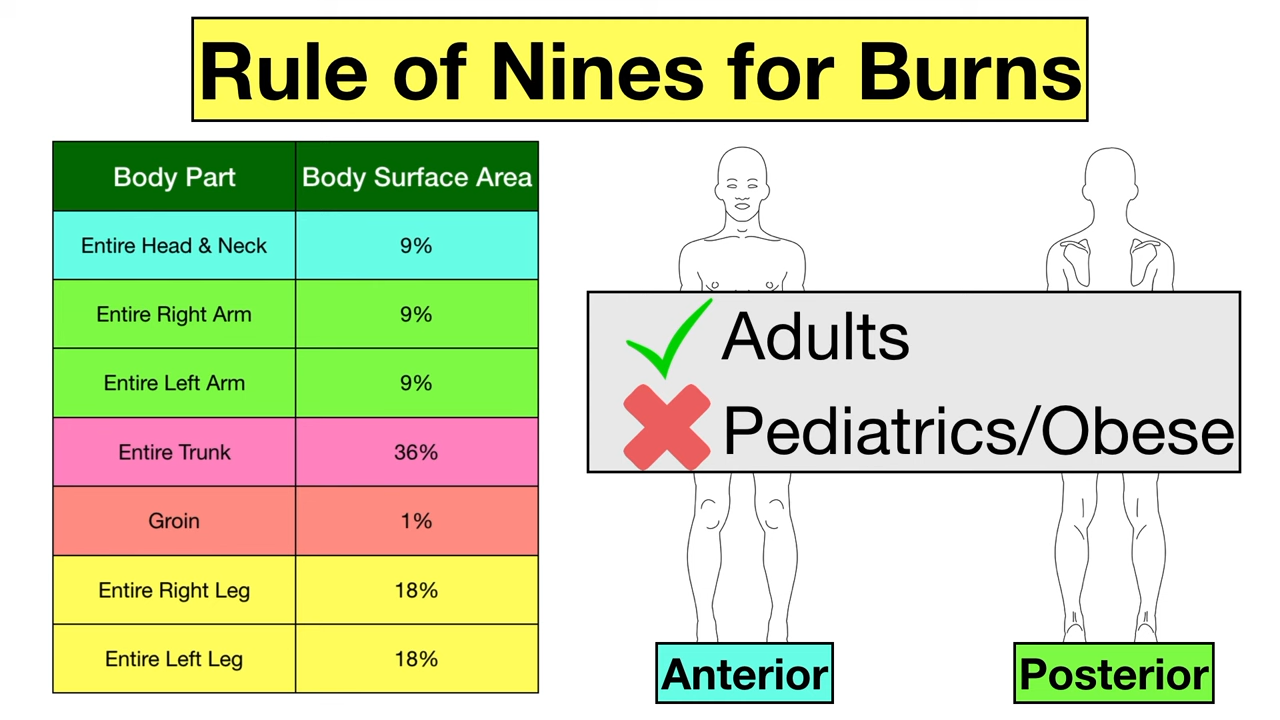 Rule of Nines for Burns
Body Part Body Surface Area
Entire Head & Neck 9%
Entire Right Arm 9%
Entire Left Arm 9%
Entire Trunk 36%
Groin 1%
Entire Right Leg 18%
Entire Left Leg 18%
Adults
Pediatrics/Obese
Anterior
Posterior